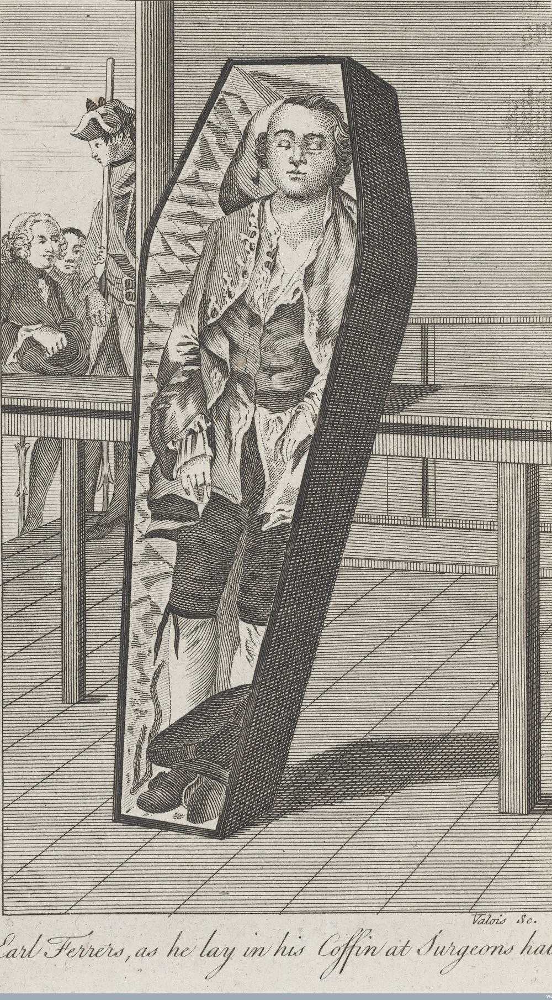 Valois Sc.
Earl Ferrers, as he lay in his Coffin at Surgeons